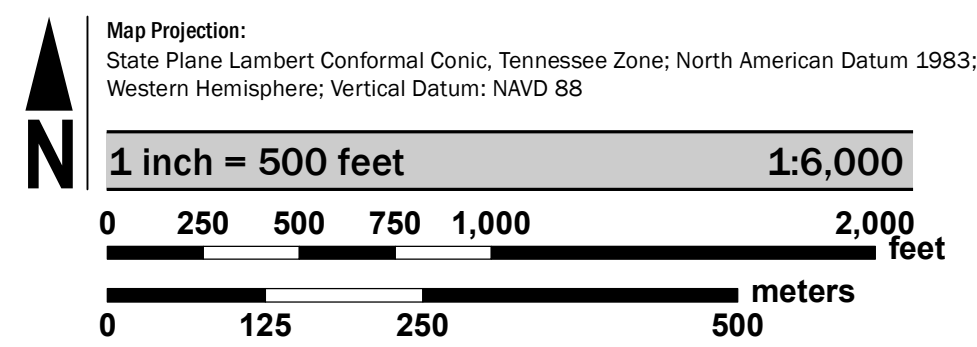 Map Projection:
State Plane Lambert Conformal Conic, Tennessee Zone; North American Datum 1983;
Western Hemisphere; Vertical Datum: NAVD 88
N
1 inch = 500 feet 1:6,000
0 250 500 750 1,000 2,000
feet
meters
0 125 250 500